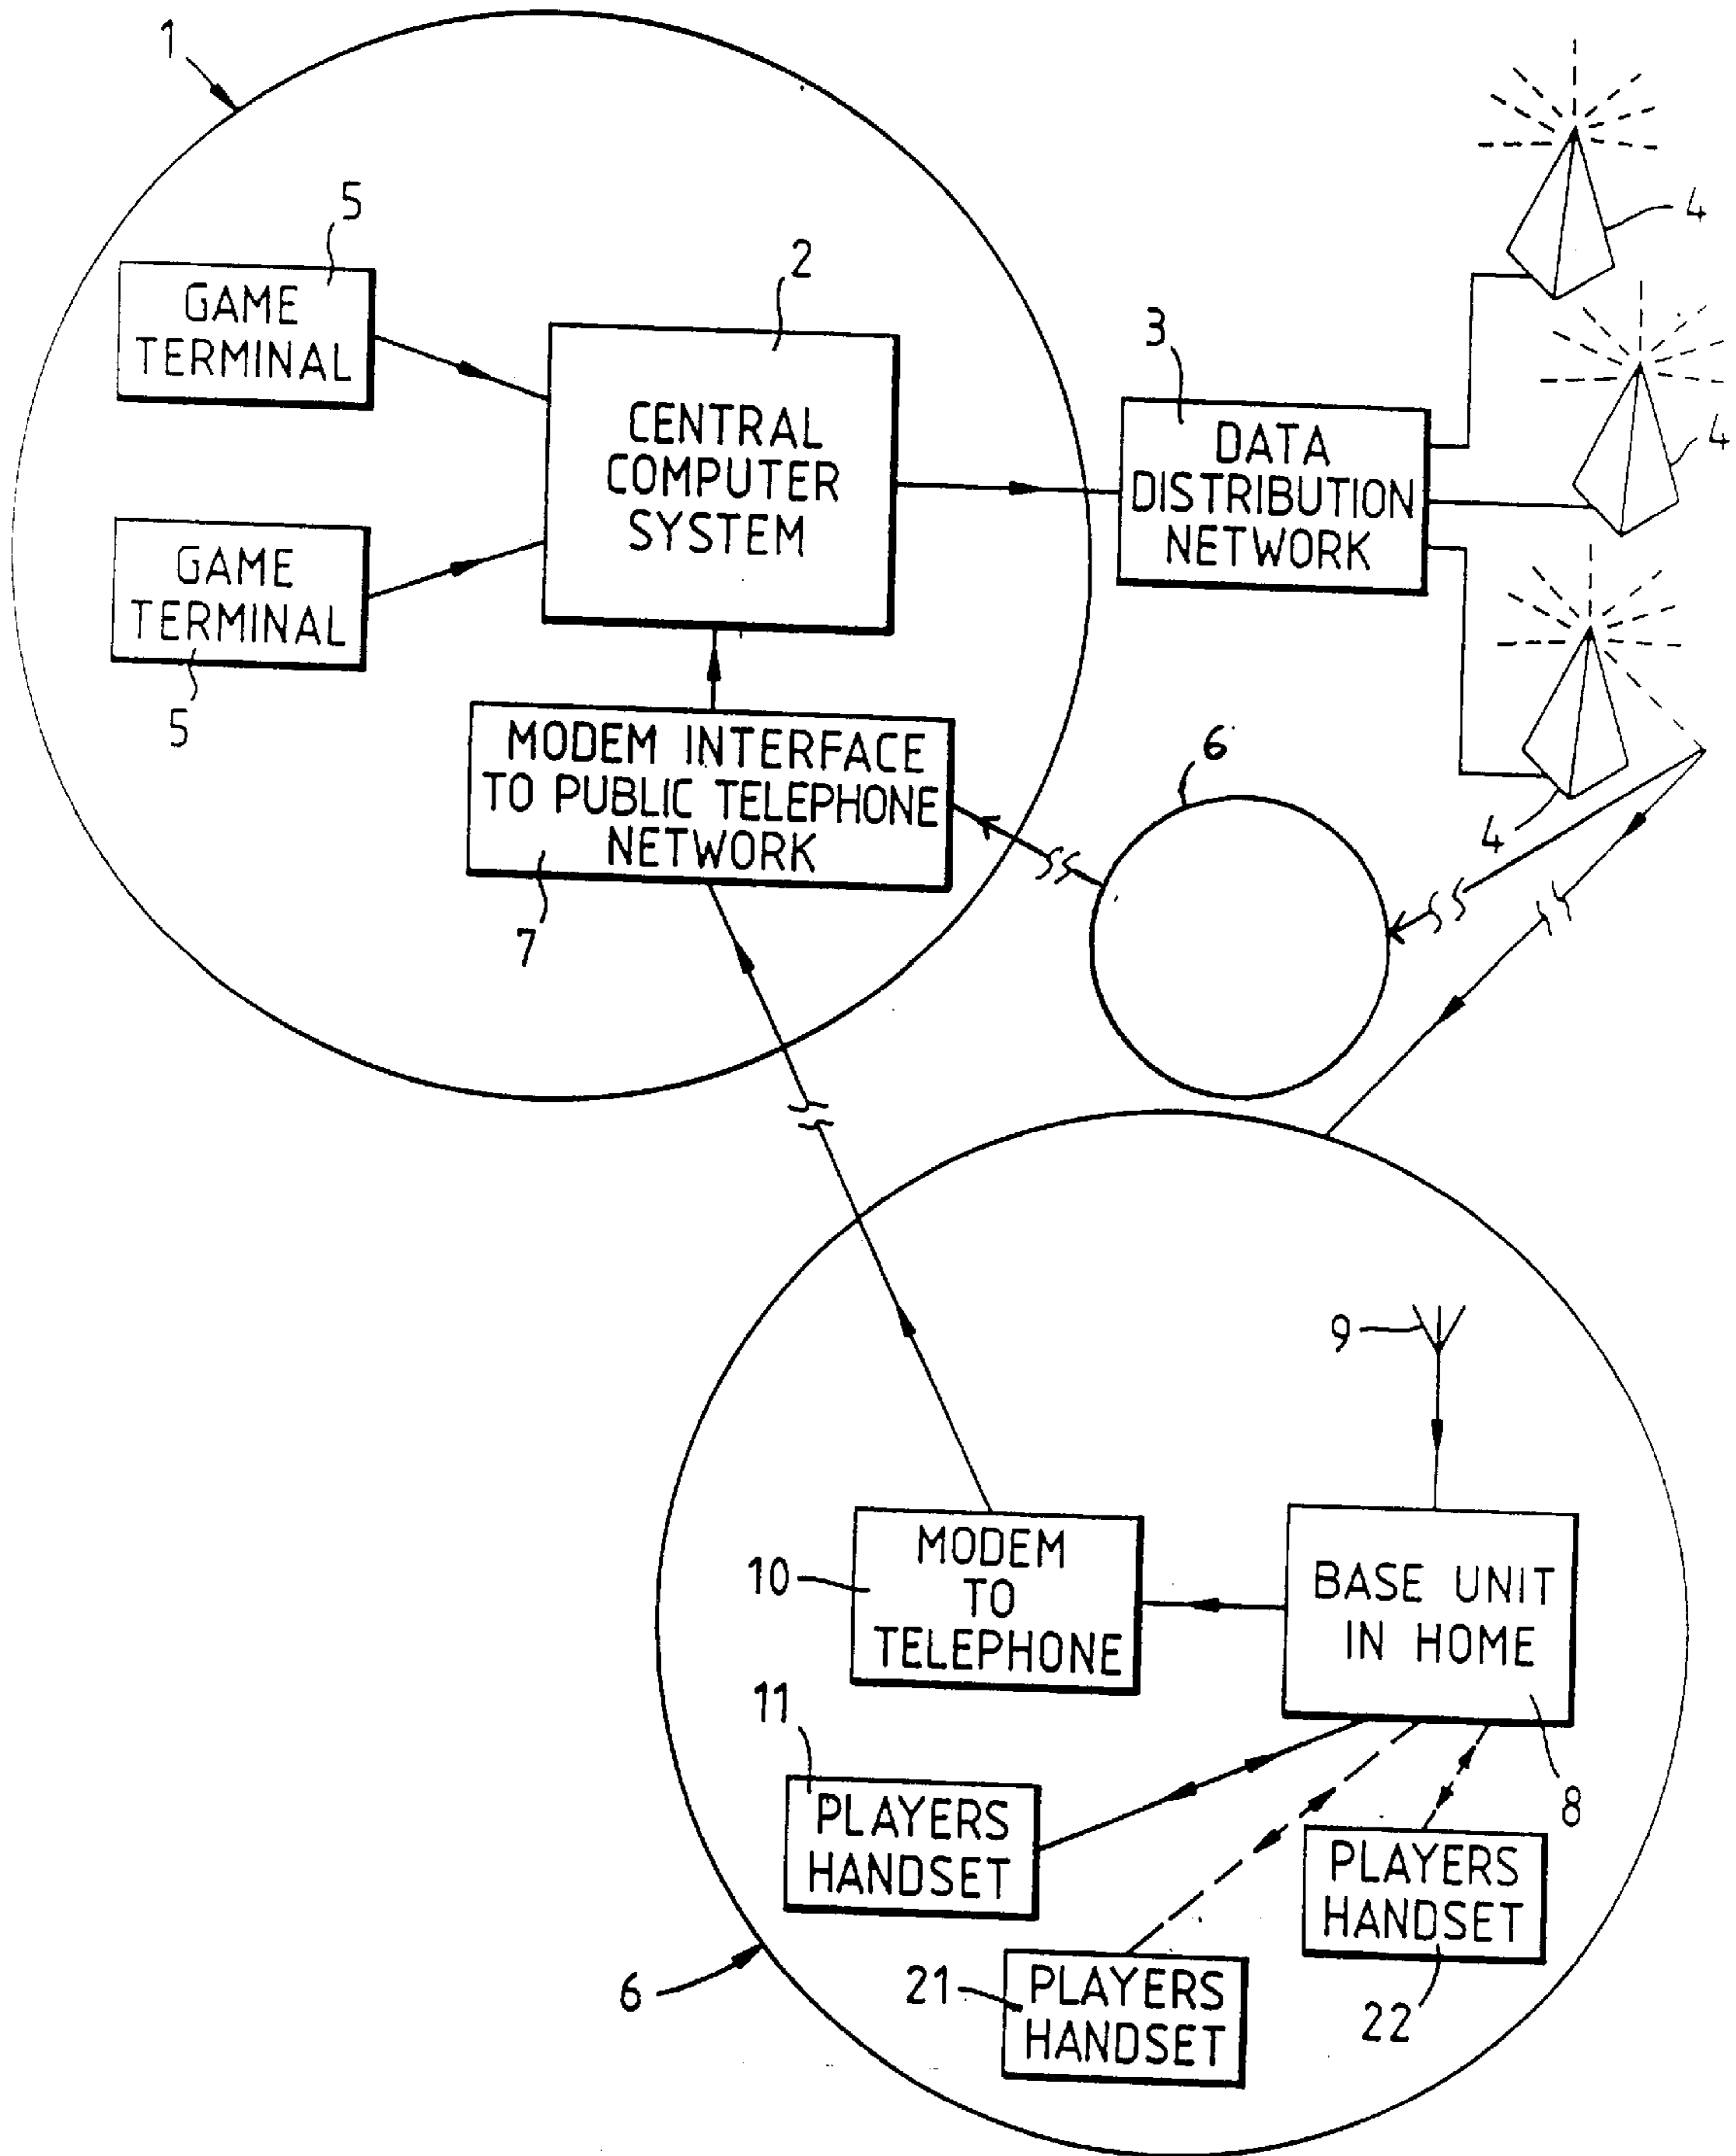 1
5
GAME
TERMINAL
2
CENTRAL
COMPUTER
SYSTEM
3
DATA
DISTRIBUTION
NETWORK
4
4
4
GAME
TERMINAL
5
MODEM INTERFACE
TO PUBLIC TELEPHONE
NETWORK
7
6
9
10
MODEM
TO
TELEPHONE
BASE UNIT
IN HOME
8
11
PLAYERS
HANDSET
PLAYERS
HANDSET
22
21
PLAYERS
HANDSET
6